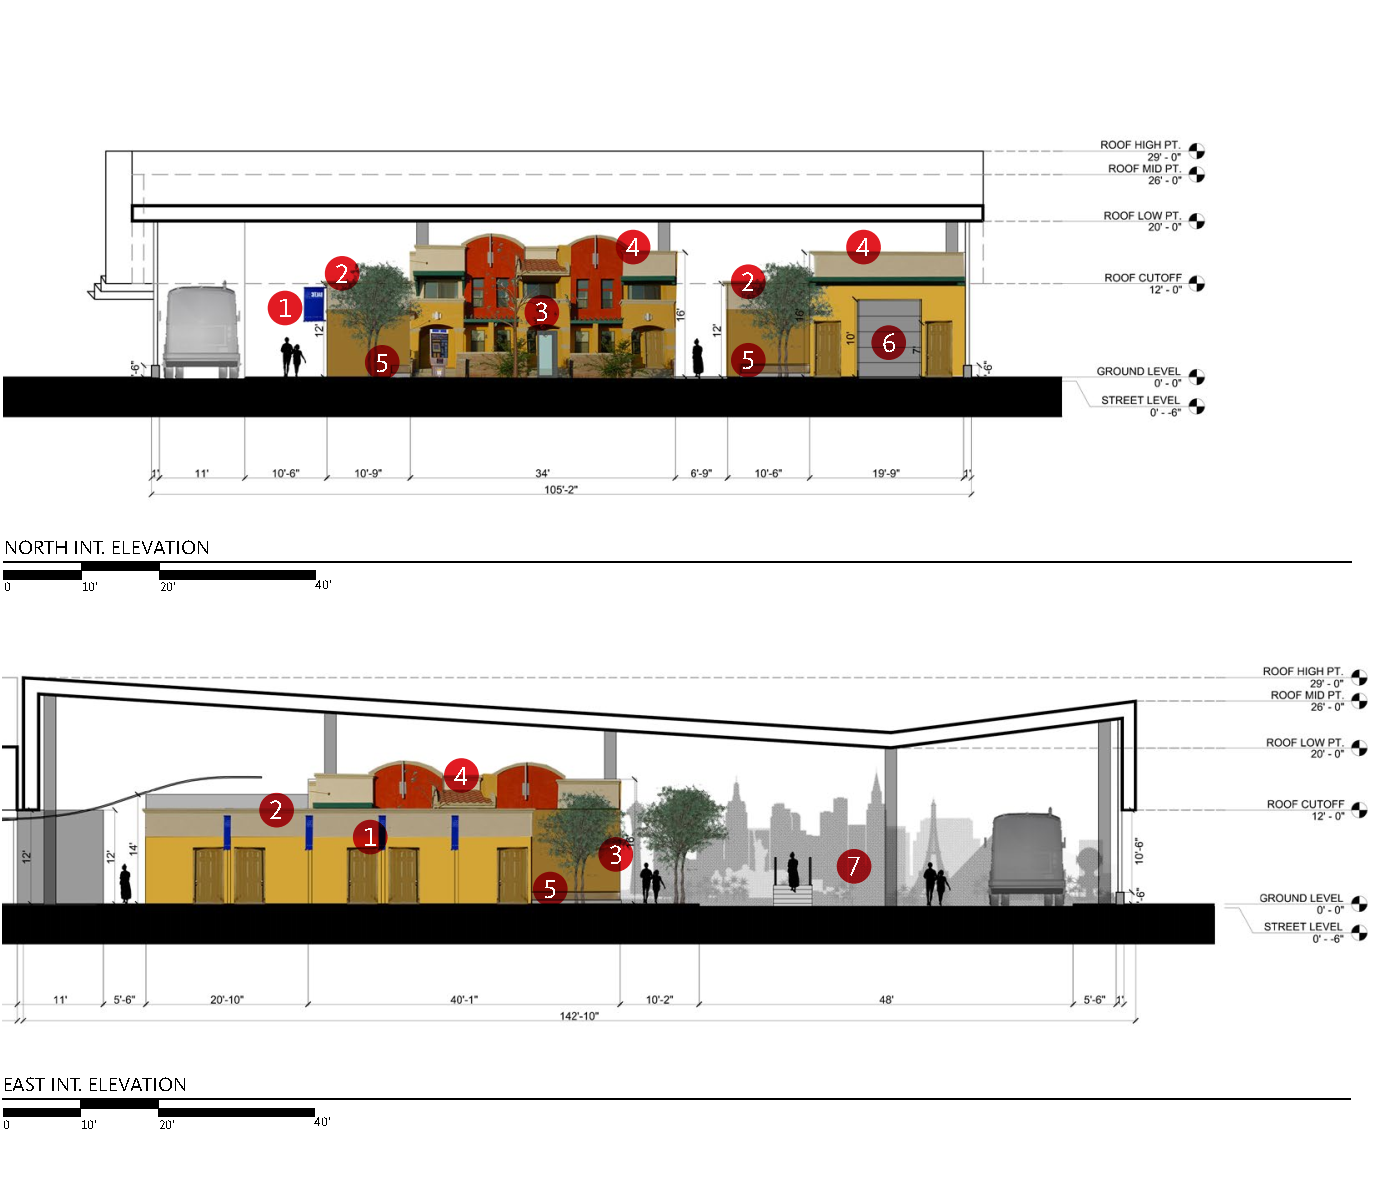 ROOF HIGH PT.
29' - 0"
ROOF MID PT.
26' - 0"
ROOF LOW PT.
20' - 0"
4
4
2
2
ROOF CUTOFF
12' - 0"
1
3
12'
16'
12'
16'
10'
7'
6
5
5
-6"
-6"
GROUND LEVEL
0' - 0"
STREET LEVEL
0' - -6"
1' 11' 10'-6" 10'-9" 34' 6'-9" 10'-6" 19'-9" 1'
105'-2"
NORTH INT. ELEVATION
0 10' 20' 40'
ROOF HIGH PT.
29' - 0"
ROOF MID PT.
26' - 0"
ROOF LOW PT.
20' - 0"
4
2
ROOF CUTOFF
12' - 0"
1
3
7
5
12'
12'
14'
16'
10'-6"
-6"
GROUND LEVEL
0' - 0"
STREET LEVEL
0' - -6"
11' 5'-6" 20'-10" 40'-1" 10'-2" 48' 5'-6" 1'
142'-10"
EAST INT. ELEVATION
0 10' 20' 40'